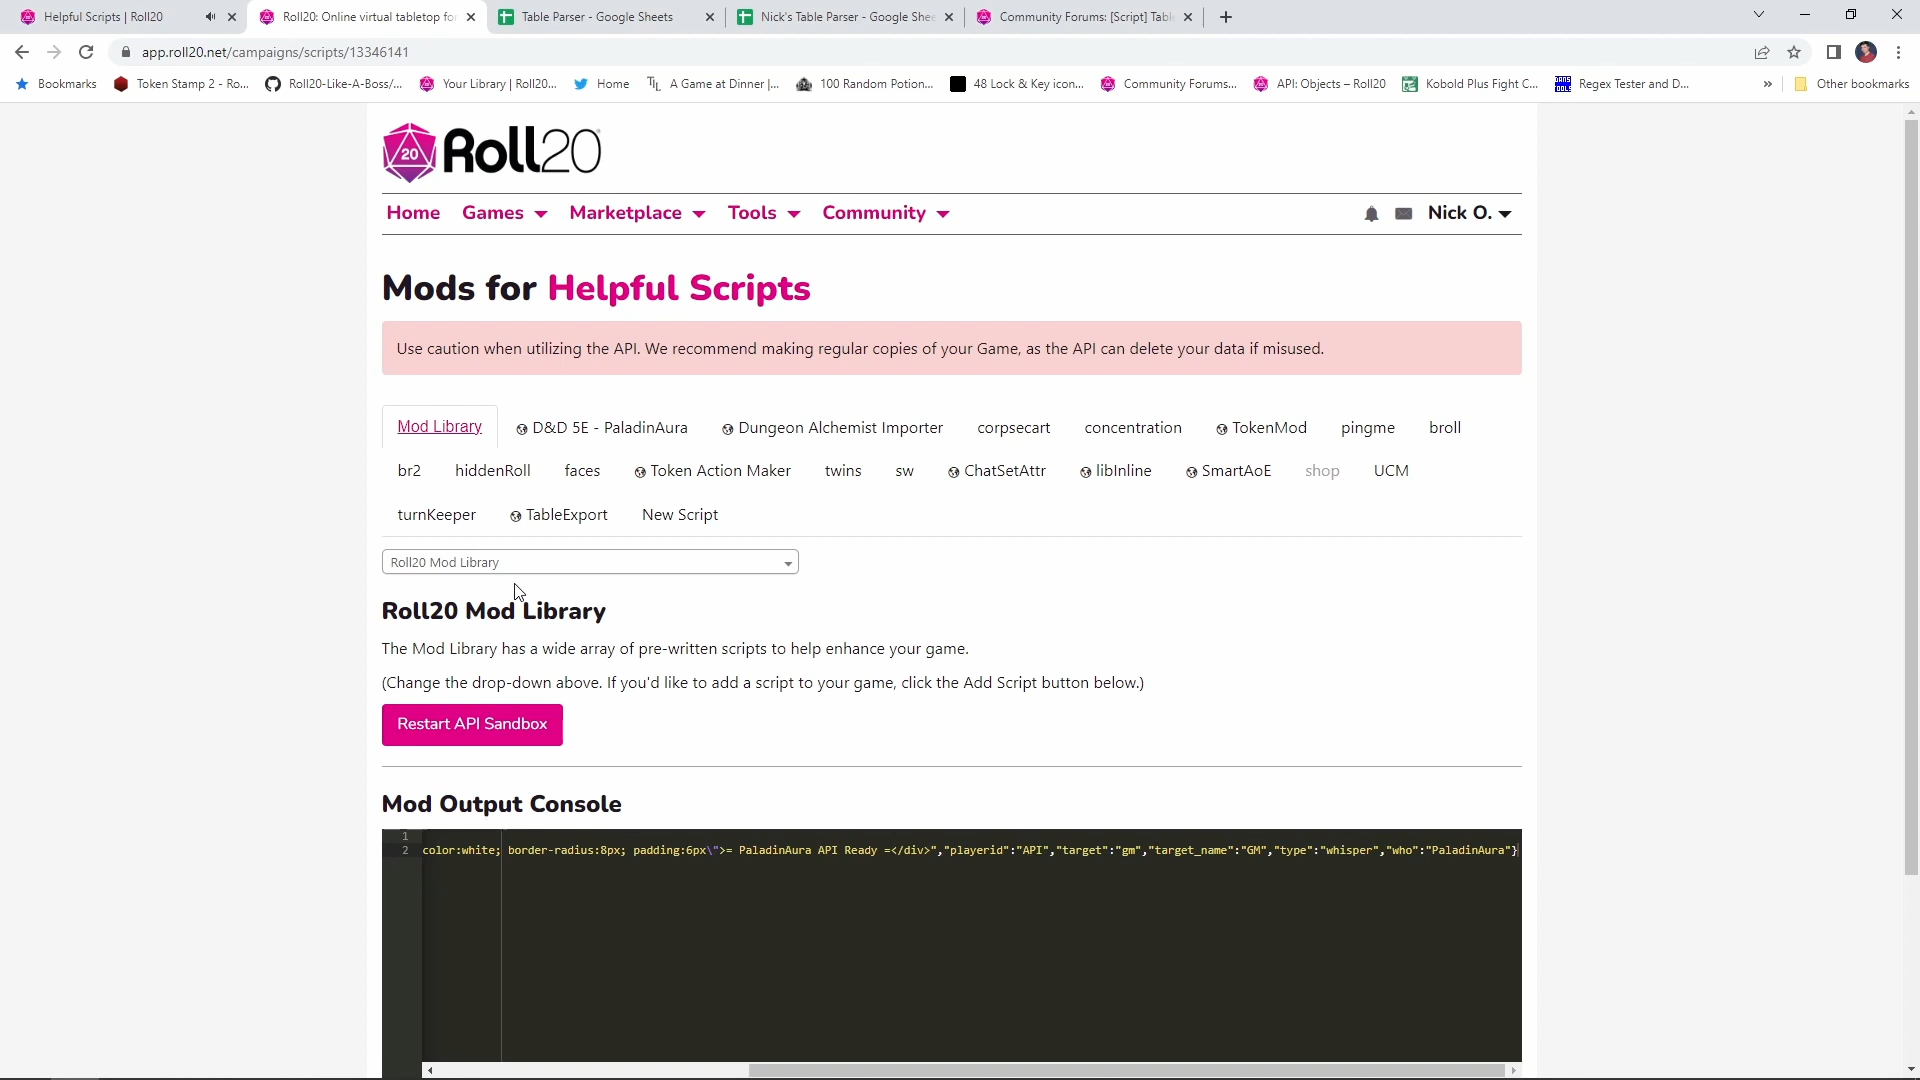 Helpful Scripts | Roll20
Roll20: Online virtual tabletop for
Table Parser - Google Sheets
Nick's Table Parser - Google Shee
Community Forums: [Script] Tabl
app.roll20.net/campaigns/scripts/13346141
Bookmarks
Token Stamp 2 - Ro...
Roll20-Like-A-Boss/...
Your Library | Roll20...
Home
TL
A Game at Dinner |...
100 Random Potion...
48 Lock & Key icon...
Community Forums...
API: Objects – Roll20
Kobold Plus Fight C...
DANS TOOLS
Regex Tester and D...
»
Other bookmarks
20
Roll20
Home
Games
Marketplace
Tools
Community
Nick O.
Mods for Helpful Scripts
Use caution when utilizing the API. We recommend making regular copies of your Game, as the API can delete your data if misused.
Mod Library
D&D 5E - PaladinAura
Dungeon Alchemist Importer
corpsecart
concentration
TokenMod
pingme
broll
br2
hiddenRoll
faces
Token Action Maker
twins
sw
ChatSetAttr
libInline
SmartAoE
shop
UCM
turnKeeper
TableExport
New Script
Roll20 Mod Library
Roll20 Mod Library
The Mod Library has a wide array of pre-written scripts to help enhance your game.
(Change the drop-down above. If you'd like to add a script to your game, click the Add Script button below.)
Restart API Sandbox
Mod Output Console
1
2 color:white; border-radius:8px; padding:6px\">= PaladinAura API Ready =</div>","playerid":"API","target":"gm","target_name":"GM","type":"whisper","who":"PaladinAura"}